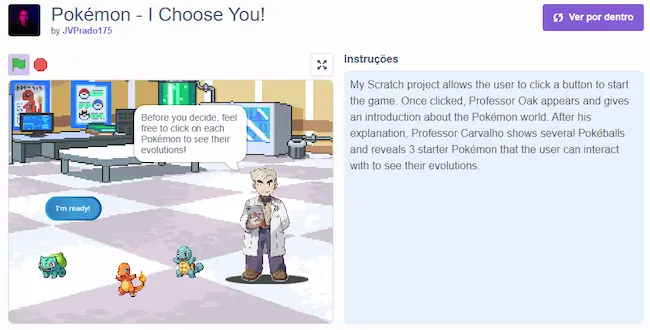 Pokémon - I Choose You!
by JVPrado175
Ver por dentro
Instruções
Before you decide, feel
free to click on each
Pokémon to see their
evolutions!
I'm ready!
My Scratch project allows the user to click a button to start
the game. Once clicked, Professor Oak appears and gives
an introduction about the Pokémon world. After his
explanation, Professor Carvalho shows several Pokéballs
and reveals 3 starter Pokémon that the user can interact
with to see their evolutions.